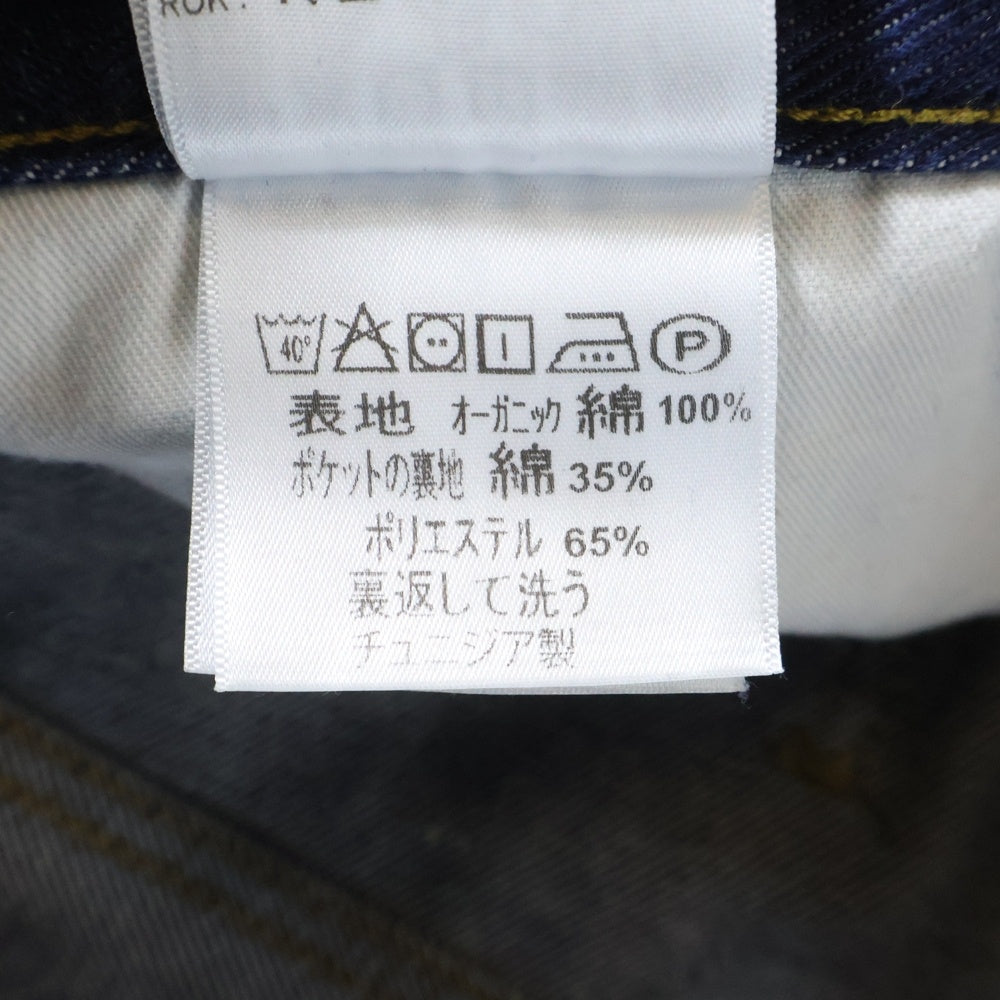 ROK:
40°
P
表地 オーガニック 綿 100%
ポケットの裏地 綿 35%
ポリエステル 65%
裏返して洗う
チュニジア製